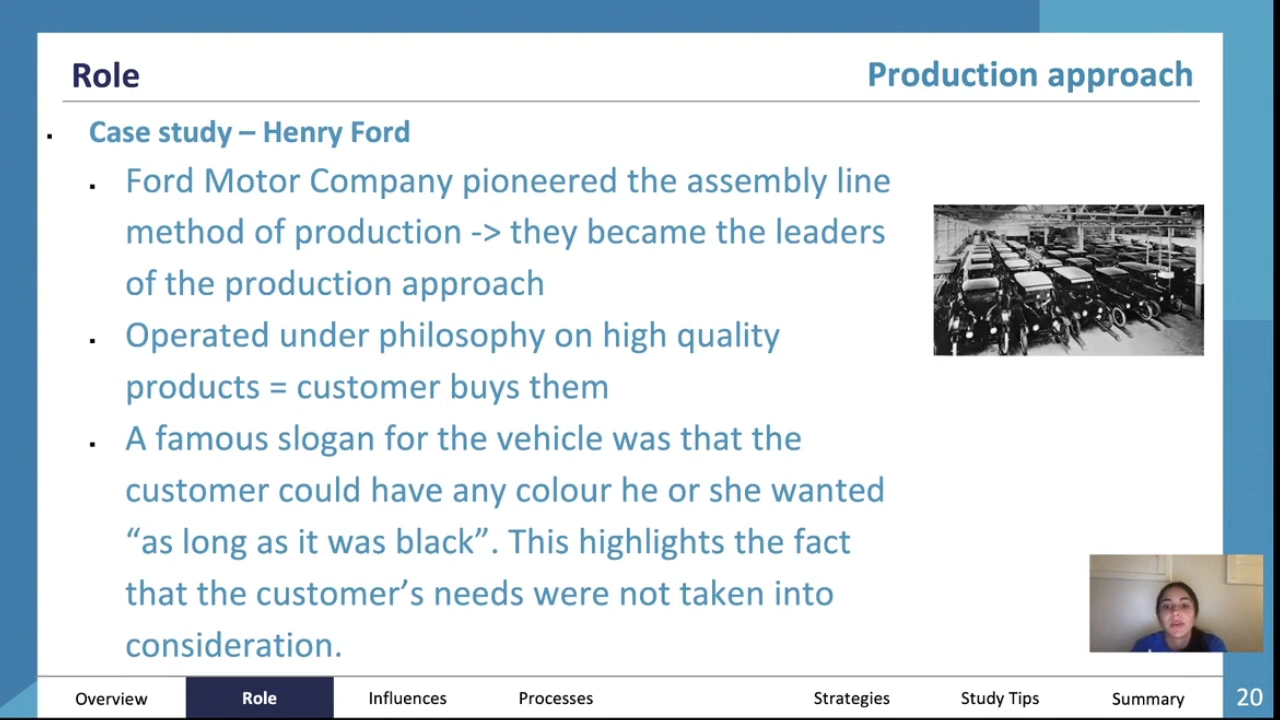 Role
Production approach
Case study – Henry Ford
Ford Motor Company pioneered the assembly line
method of production -> they became the leaders
of the production approach
Operated under philosophy on high quality
products = customer buys them
A famous slogan for the vehicle was that the
customer could have any colour he or she wanted
“as long as it was black”. This highlights the fact
that the customer’s needs were not taken into
consideration.
Overview
Role
Influences
Processes
Strategies
Study Tips
Summary
20